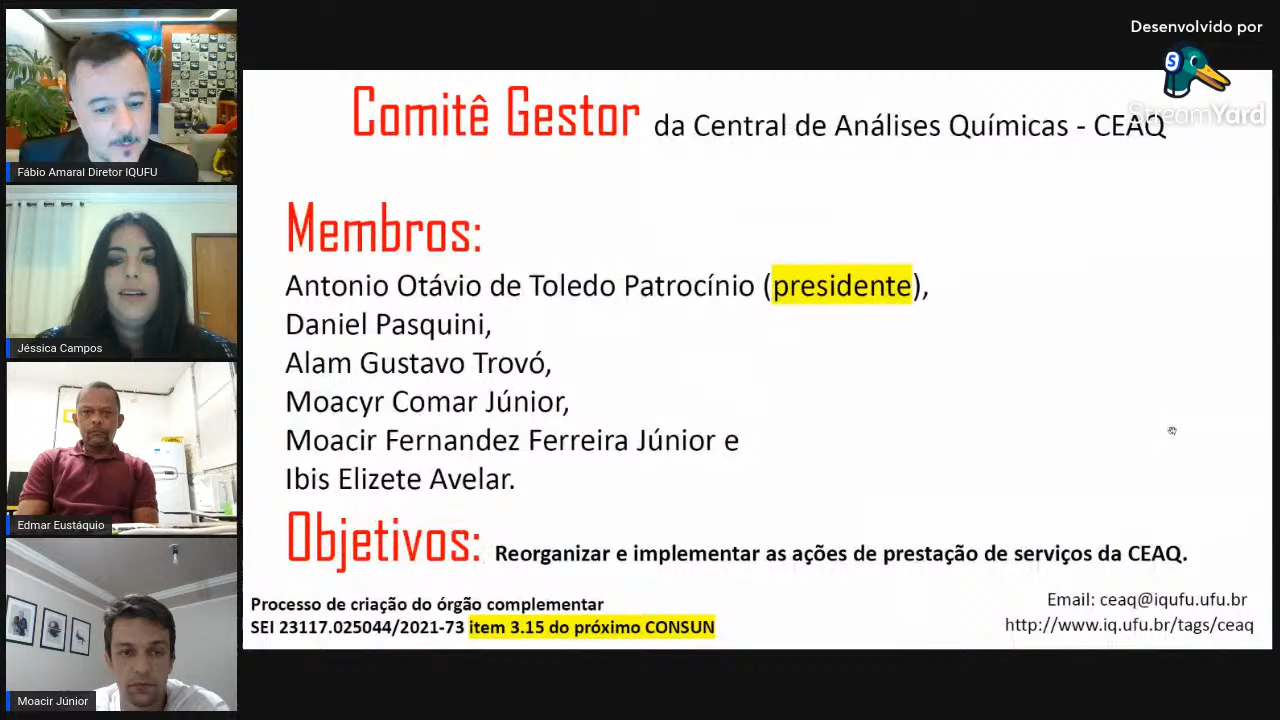 Desenvolvido por
StreamYard
Fábio Amaral Diretor IQUFU
Jéssica Campos
Edmar Eustáquio
Moacir Júnior
Comitê Gestor da Central de Análises Químicas - CEAQ
Membros:
Antonio Otávio de Toledo Patrocínio (presidente),
Daniel Pasquini,
Alam Gustavo Trovó,
Moacyr Comar Júnior,
Moacir Fernandez Ferreira Júnior e
Ibis Elizete Avelar.
Objetivos: Reorganizar e implementar as ações de prestação de serviços da CEAQ.
Processo de criação do órgão complementar
SEI 23117.025044/2021-73 item 3.15 do próximo CONSUN
Email: ceaq@iqufu.ufu.br
http://www.iq.ufu.br/tags/ceaq